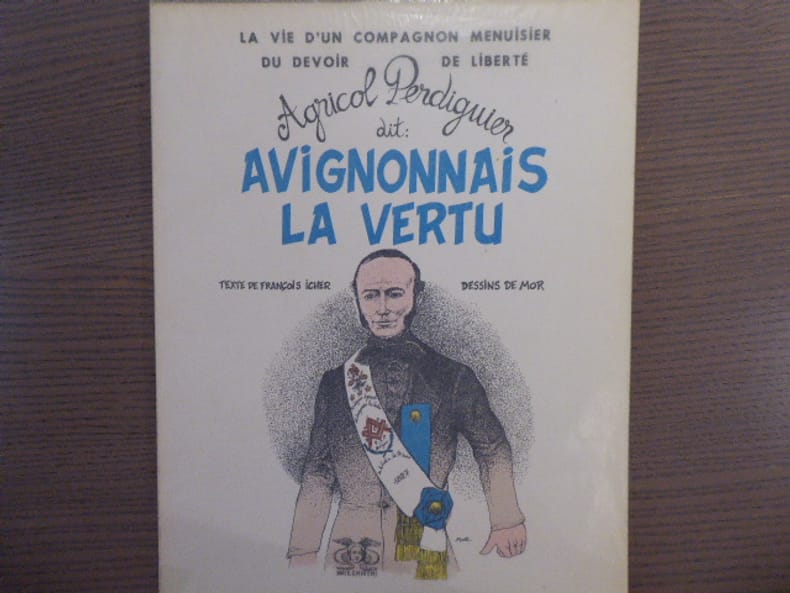 LA VIE D'UN COMPAGNON MENUISIER
DU DEVOIR DE LIBERTÉ
Agricol Perdiguier
dit:
AVIGNONNAIS
LA VERTU
TEXTE DE FRANÇOIS ICHER
DESSINS DE MOR